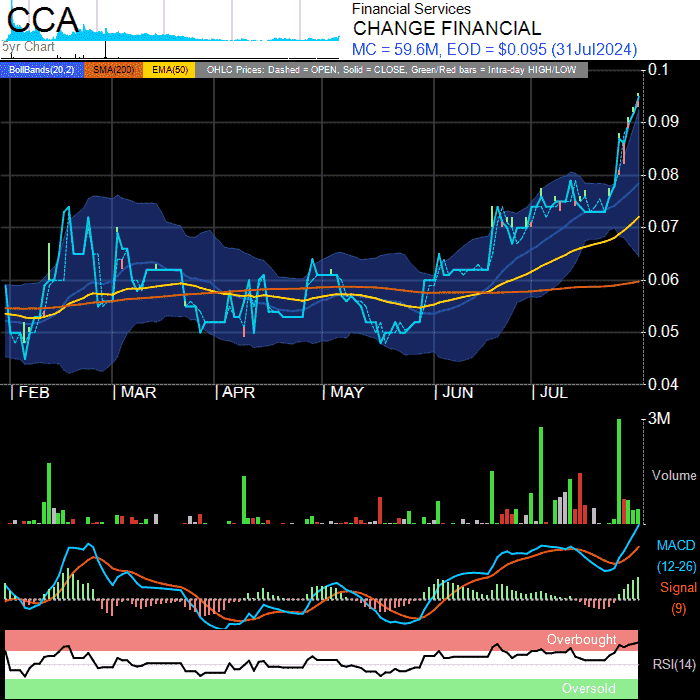 CCA
5yr Chart
Financial Services
CHANGE FINANCIAL
MC = 59.6M, EOD = $0.095 (31Jul2024)
BollBands(20,2) SMA(200) EMA(50) OHLC Prices: Dashed = OPEN, Solid = CLOSE, Green/Red bars = Intra-day HIGH/LOW
0.1
0.09
0.08
0.07
0.06
0.05
0.04
| FEB | MAR | APR | MAY | JUN | JUL
3M
Volume
MACD
(12-26)
Signal
(9)
Overbought
RSI(14)
Oversold